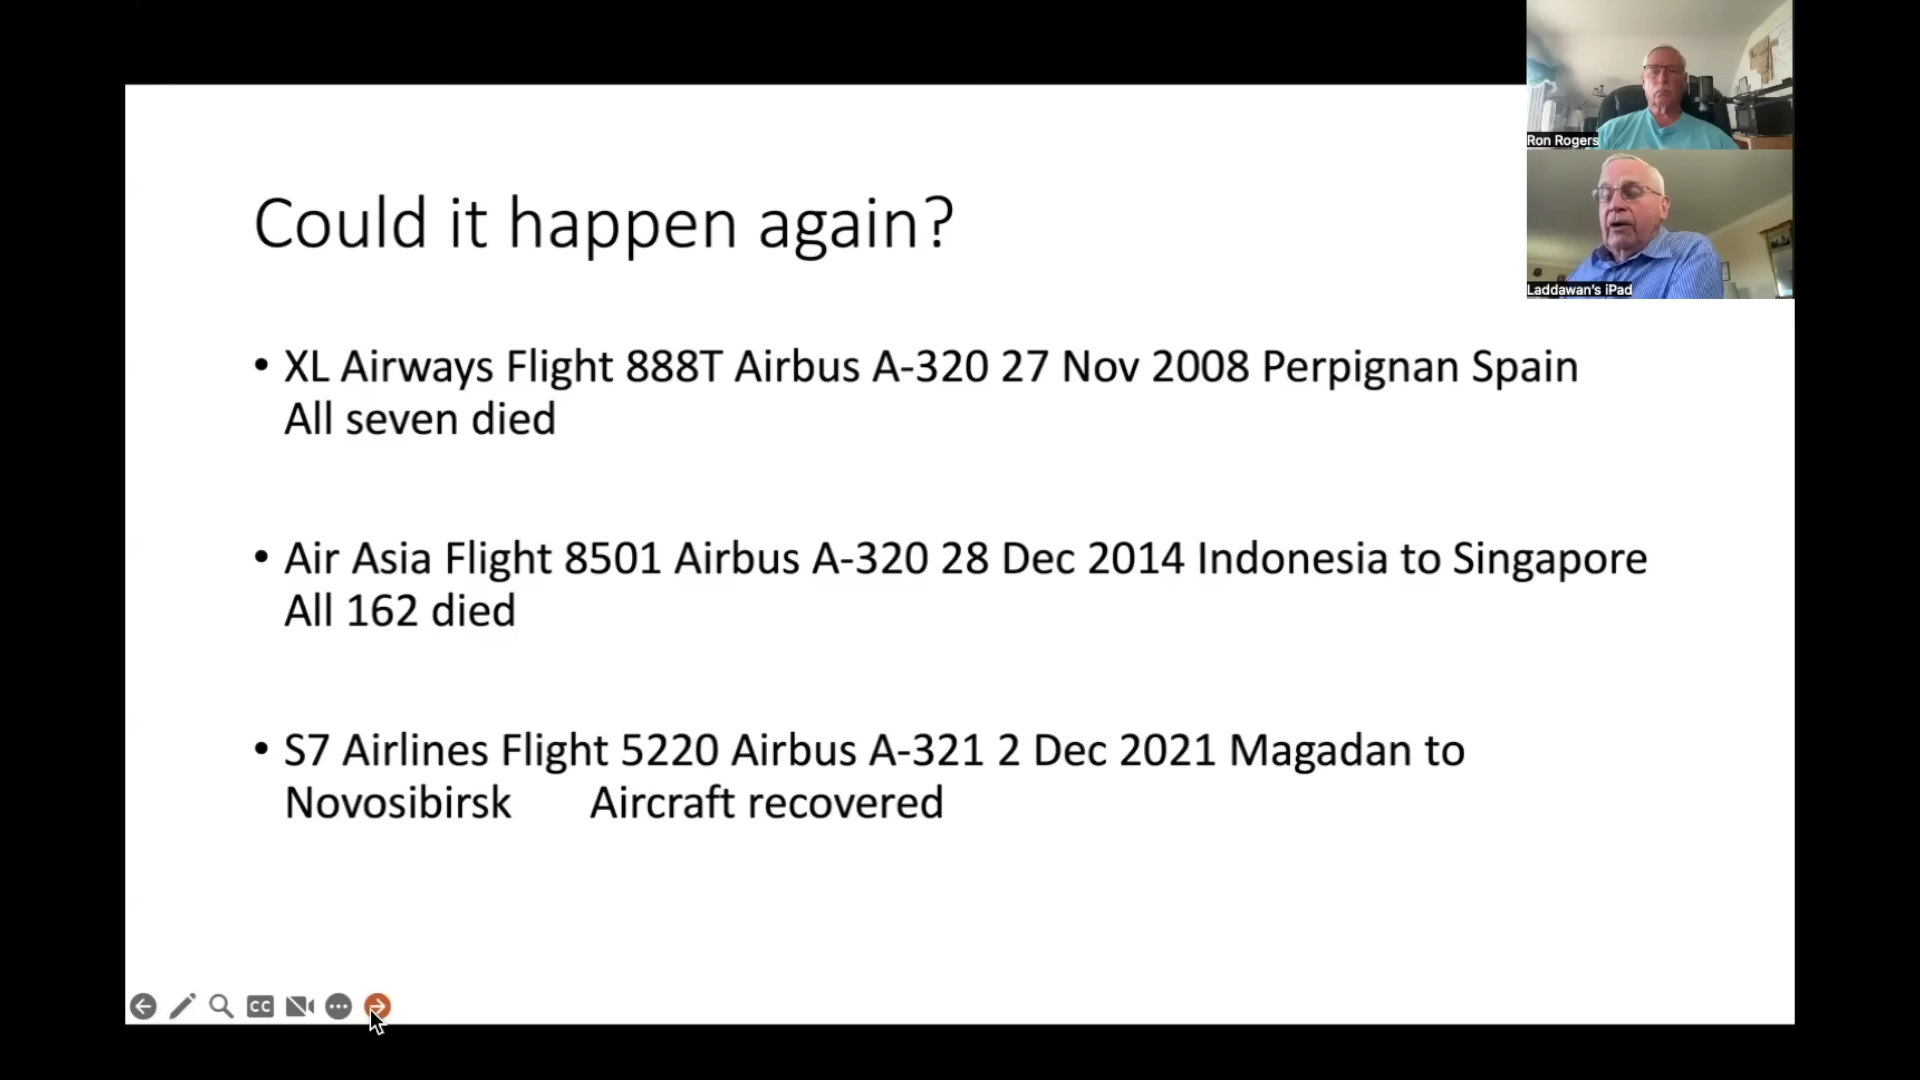 Could it happen again?
• XL Airways Flight 888T Airbus A-320 27 Nov 2008 Perpignan Spain
All seven died
• Air Asia Flight 8501 Airbus A-320 28 Dec 2014 Indonesia to Singapore
All 162 died
• S7 Airlines Flight 5220 Airbus A-321 2 Dec 2021 Magadan to
Novosibirsk Aircraft recovered
Ron Rogers
Laddawan's iPad
CC